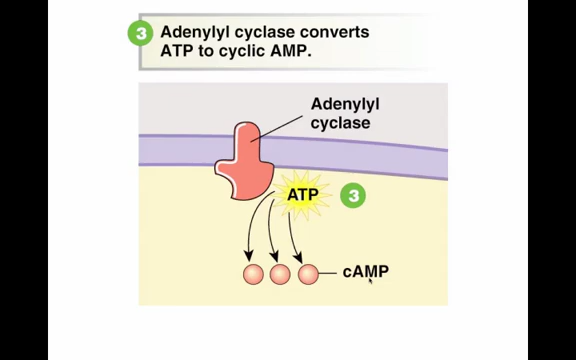 3 Adenylyl cyclase converts
ATP to cyclic AMP.
Adenylyl
cyclase
ATP 3
cAMP